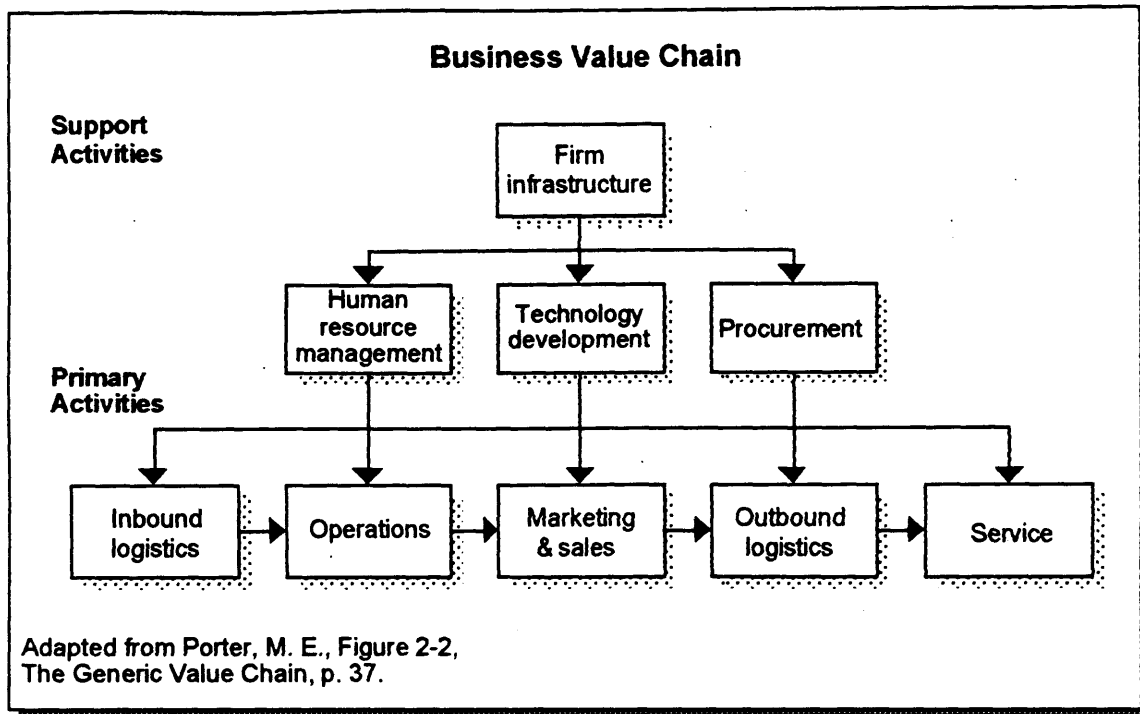 Business Value Chain
Support
Activities
Firm
infrastructure
Human
resource
management
Technology
development
Procurement
Primary
Activities
Inbound
logistics
Operations
Marketing
& sales
Outbound
logistics
Service
Adapted from Porter, M. E., Figure 2-2,
The Generic Value Chain, p. 37.